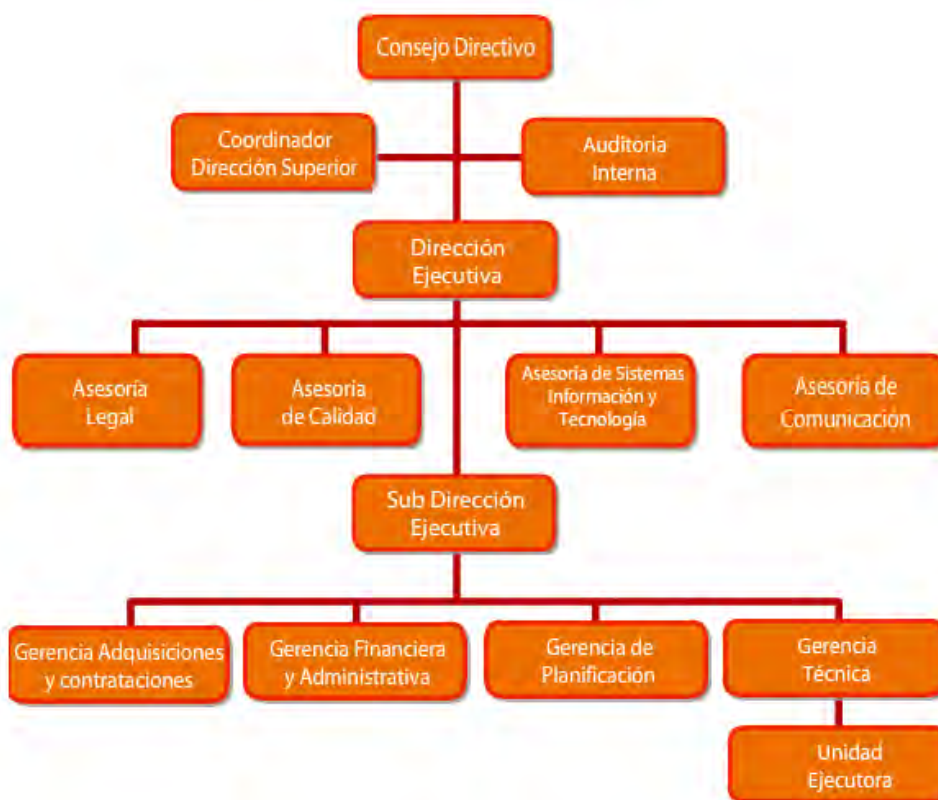 Consejo Directivo
Coordinador
Dirección Superior
Auditoria
Interna
Dirección
Ejecutiva
Asesoría
Legal
Asesoria
de Calidad
Asesoría de Sistemas
Información y
Tecnología
Asesoría de
Comunicación
Sub Dirección
Ejecutiva
Gerencia Adquisiciones
y contrataciones
Gerencia Financiera
y Administrativa
Gerencia de
Planificación
Gerencia
Técnica
Unidad
Ejecutora